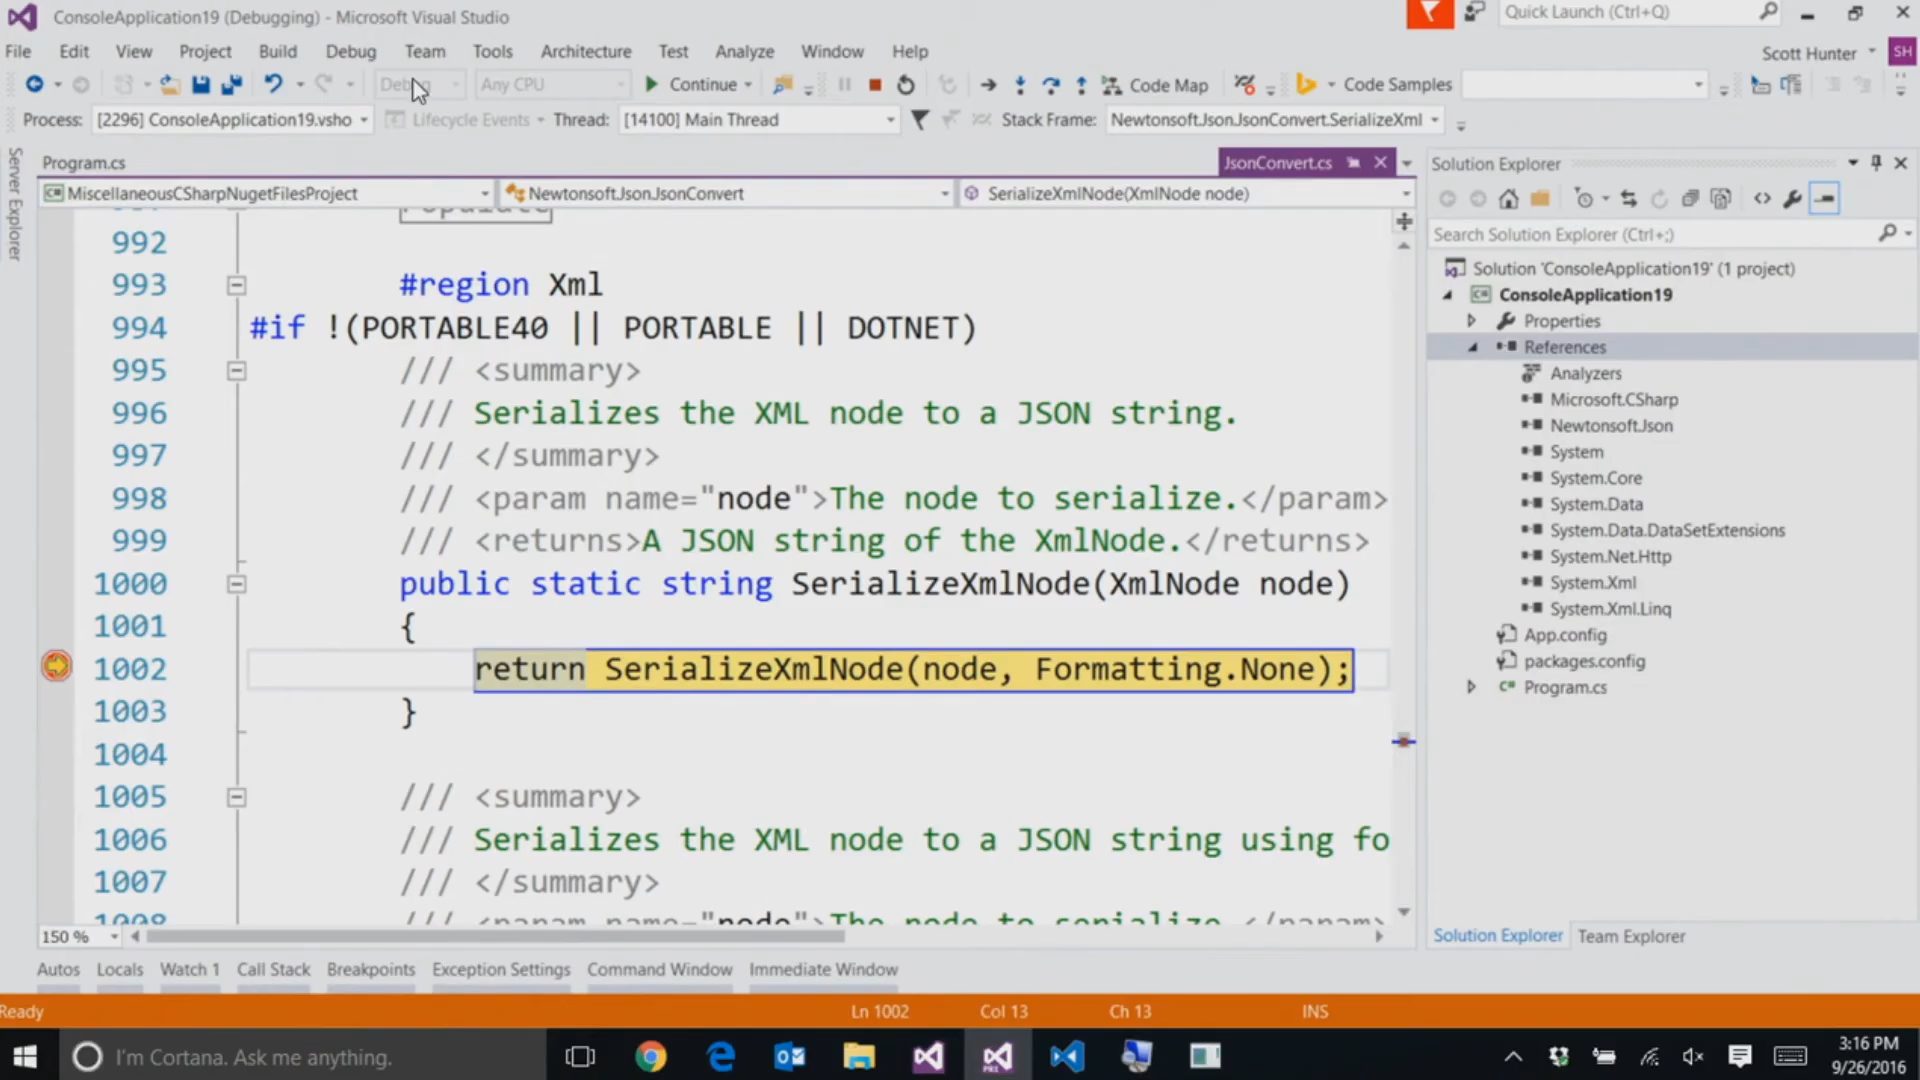 ConsoleApplication19 (Debugging) - Microsoft Visual Studio
Quick Launch (Ctrl+Q)
File Edit View Project Build Debug Team Tools Architecture Test Analyze Window Help
Scott Hunter SH
Any CPU Continue Code Map Code Samples
Process: [2296] ConsoleApplication19.vsho Lifecycle Events Thread: [14100] Main Thread Stack Frame: Newtonsoft.Json.JsonConvert.SerializeXml
Server Explorer
Program.cs JsonConvert.cs
MiscellaneousCSharpNugetFilesProject Newtonsoft.Json.JsonConvert SerializeXmlNode(XmlNode node)
992
993 #region Xml
994 #if !(PORTABLE40 || PORTABLE || DOTNET)
995 /// <summary>
996 /// Serializes the XML node to a JSON string.
997 /// </summary>
998 /// <param name="node">The node to serialize.</param>
999 /// <returns>A JSON string of the XmlNode.</returns>
1000 public static string SerializeXmlNode(XmlNode node)
1001 {
1002 return SerializeXmlNode(node, Formatting.None);
1003 }
1004
1005 /// <summary>
1006 /// Serializes the XML node to a JSON string using fo
1007 /// </summary>
1008 /// <param name="node">The node to serialize.</param>
150 %
Solution Explorer
Search Solution Explorer (Ctrl+;)
Solution 'ConsoleApplication19' (1 project)
ConsoleApplication19
Properties
References
Analyzers
Microsoft.CSharp
Newtonsoft.Json
System
System.Core
System.Data
System.Data.DataSetExtensions
System.Net.Http
System.Xml
System.Xml.Linq
App.config
packages.config
Program.cs
Solution Explorer Team Explorer
Autos Locals Watch 1 Call Stack Breakpoints Exception Settings Command Window Immediate Window
Ready Ln 1002 Col 13 Ch 13 INS
I'm Cortana. Ask me anything.
3:16 PM
9/26/2016